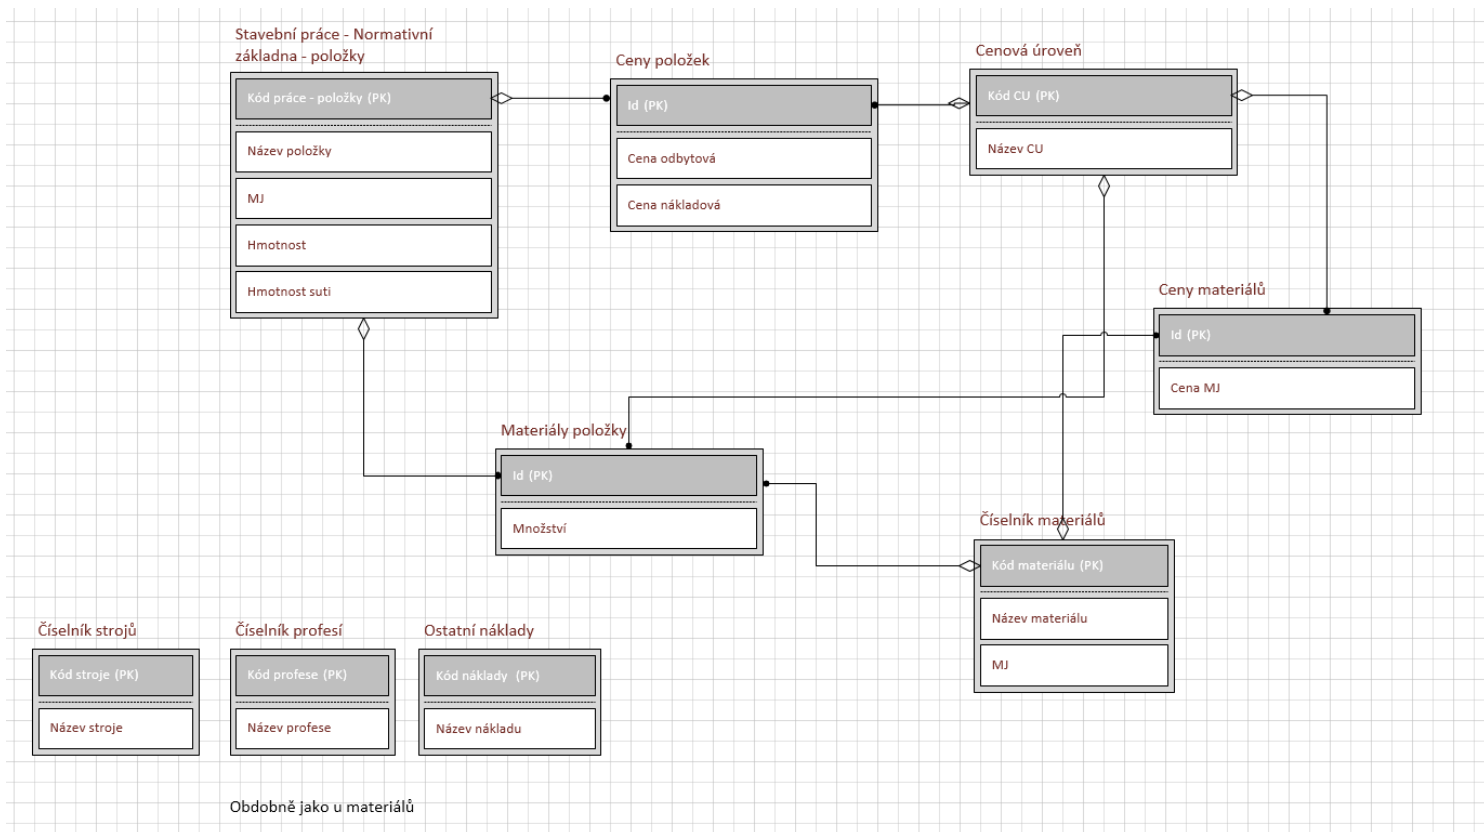 Stavební práce - Normativní
základna - položky
Kód práce - položky (PK)
Název položky
MJ
Hmotnost
Hmotnost suti
Ceny položek
Id (PK)
Cena odbytová
Cena nákladová
Cenová úroveň
Kód CU (PK)
Název CU
Ceny materiálů
Id (PK)
Cena MJ
Materiály položky
Id (PK)
Množství
Číselník materiálů
Kód materiálu (PK)
Název materiálu
MJ
Číselník strojů
Kód stroje (PK)
Název stroje
Číselník profesí
Kód profese (PK)
Název profese
Ostatní náklady
Kód náklady (PK)
Název nákladu
Obdobně jako u materiálů